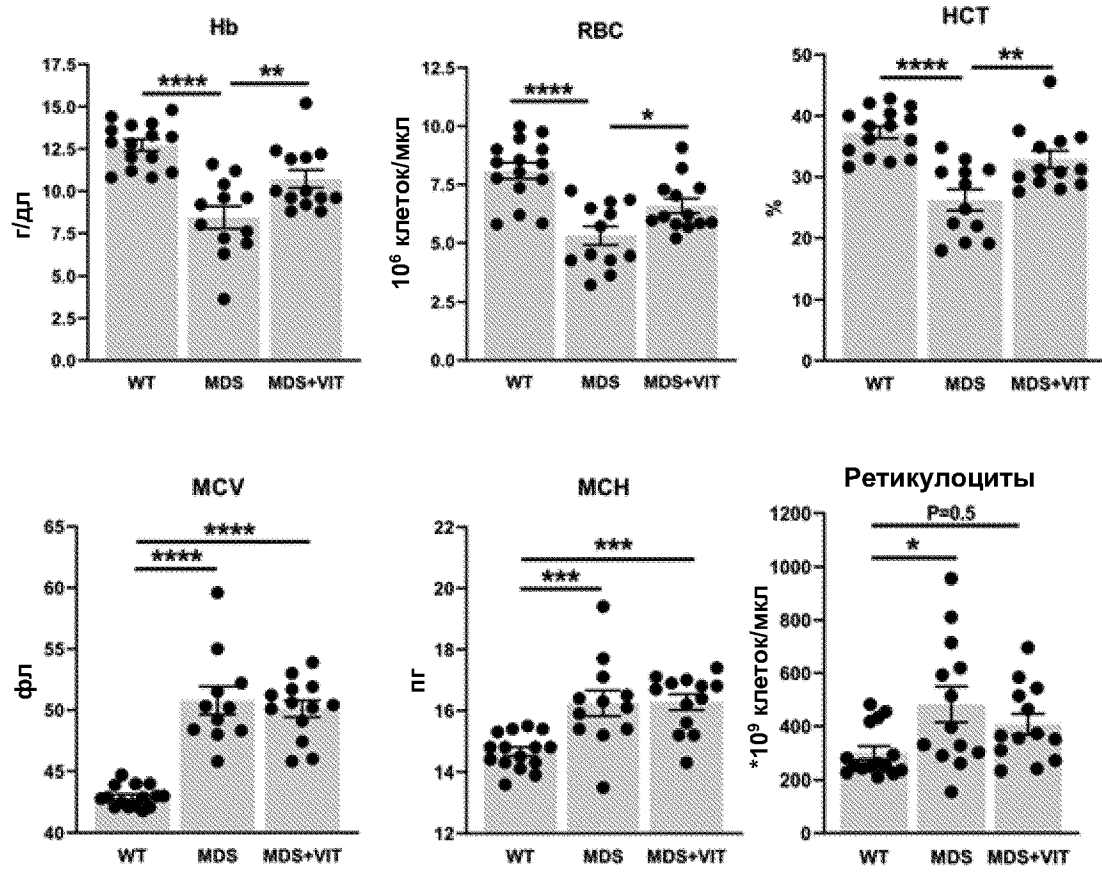 Hb
г/дл
17.5
15.0
12.5
10.0
7.5
5.0
2.5
0.0
****
**
WT MDS MDS+VIT
RBC
10⁶ клеток/мкл
12.5
10.0
7.5
5.0
2.5
0.0
****
*
WT MDS MDS+VIT
HCT
%
50
40
30
20
10
0
****
**
WT MDS MDS+VIT
MCV
фл
65
60
55
50
45
40
****
****
WT MDS MDS+VIT
MCH
пг
22
20
18
16
14
12
***
***
WT MDS MDS+VIT
Ретикулоциты
*10⁹ клеток/мкл
1200
1000
800
600
400
200
0
P=0.5
*
WT MDS MDS+VIT